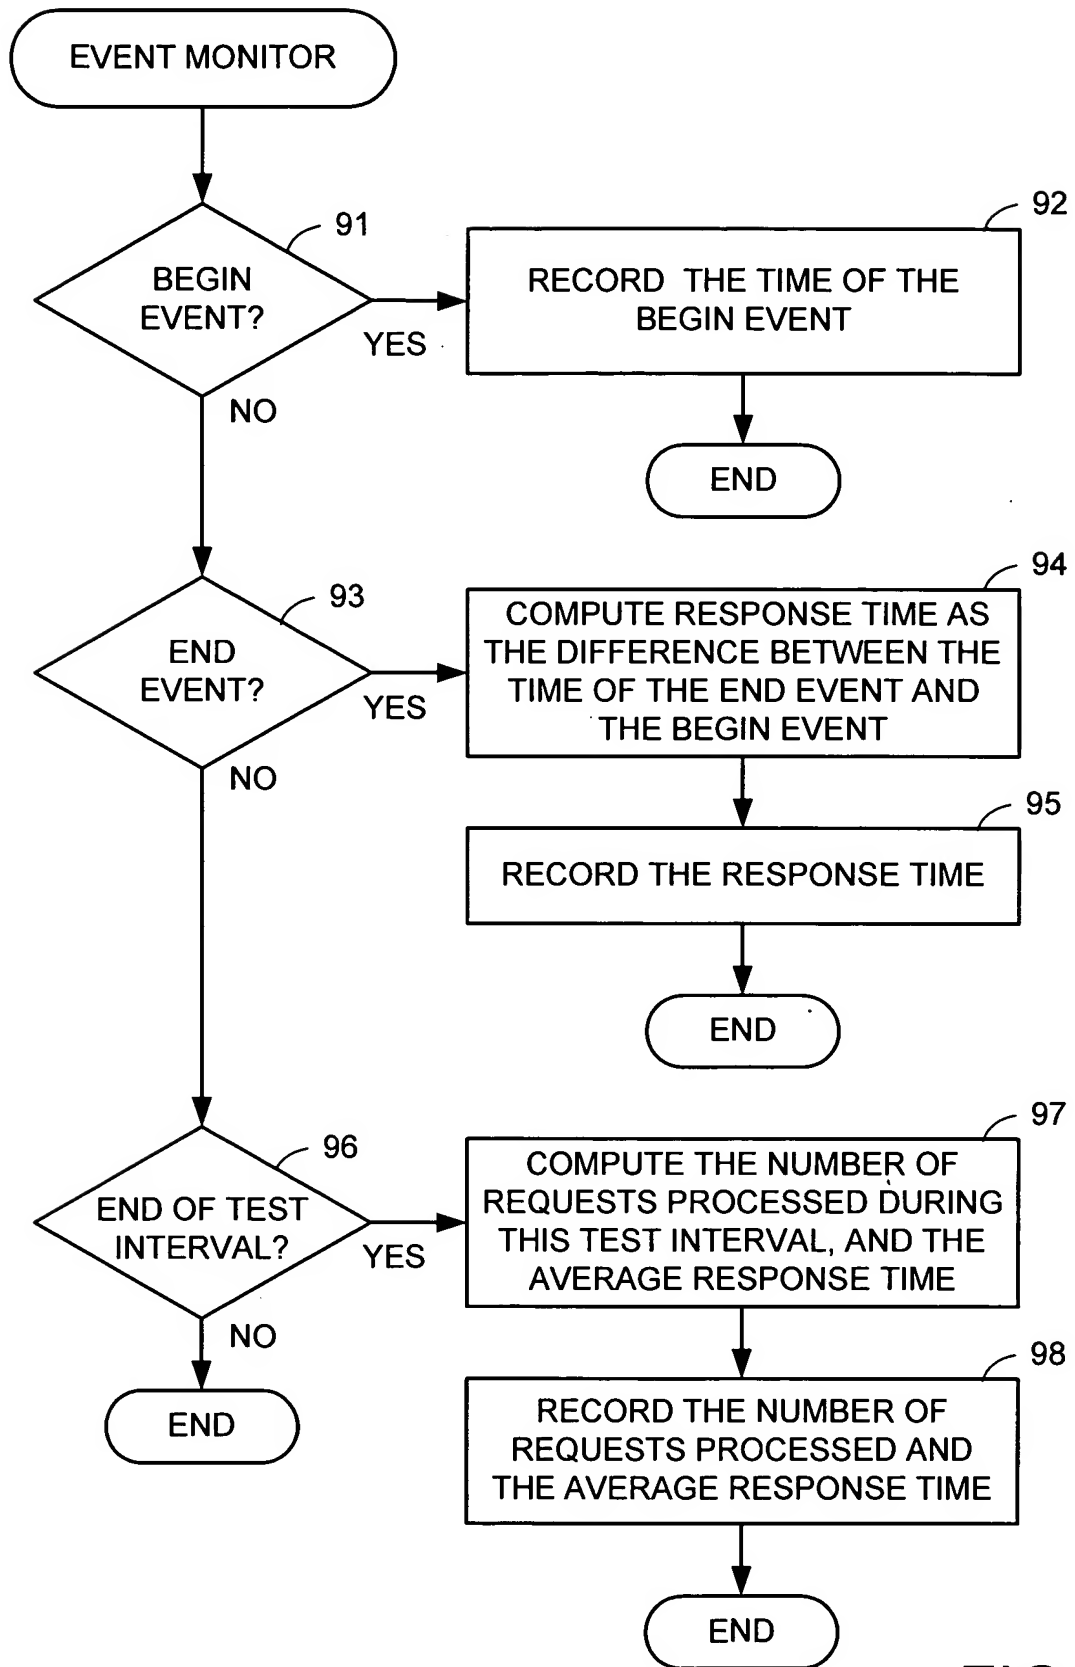 EVENT MONITOR
91
BEGIN
EVENT?
YES
NO
92
RECORD THE TIME OF THE
BEGIN EVENT
END
93
END
EVENT?
YES
NO
94
COMPUTE RESPONSE TIME AS
THE DIFFERENCE BETWEEN THE
TIME OF THE END EVENT AND
THE BEGIN EVENT
95
RECORD THE RESPONSE TIME
END
96
END OF TEST
INTERVAL?
YES
NO
END
97
COMPUTE THE NUMBER OF
REQUESTS PROCESSED DURING
THIS TEST INTERVAL, AND THE
AVERAGE RESPONSE TIME
98
RECORD THE NUMBER OF
REQUESTS PROCESSED AND
THE AVERAGE RESPONSE TIME
END